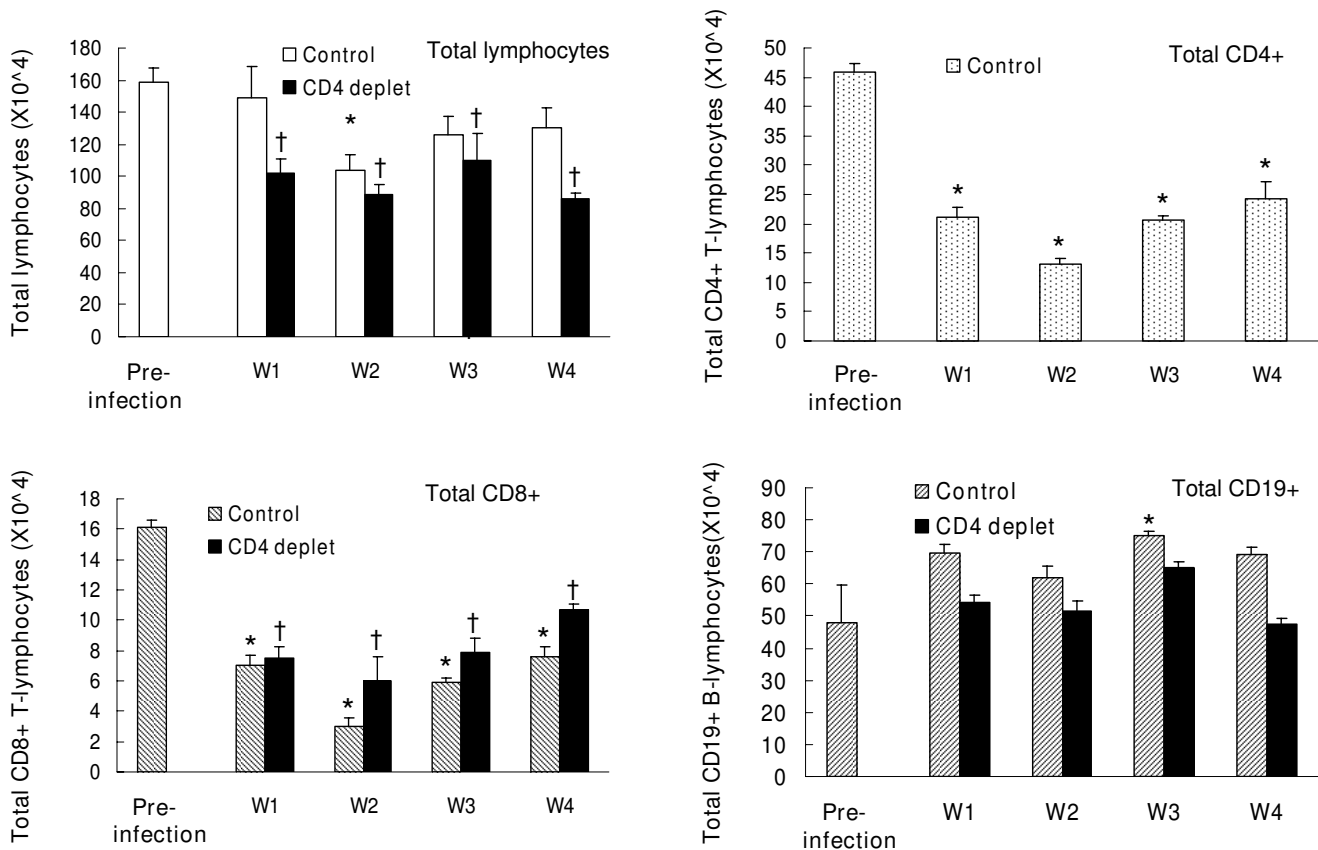 Total lymphocytes (X10^4)
180
160
140
120
100
80
60
40
20
0
Control
CD4 deplet
Total lymphocytes
†
*
†
†
†
Pre-
infection
W1
W2
W3
W4
Total CD4+ T-lymphocytes (X10^4)
50
45
40
35
30
25
20
15
10
5
0
Control
Total CD4+
*
*
*
*
Pre-
infection
W1
W2
W3
W4
Total CD8+ T-lymphocytes (X10^4)
18
16
14
12
10
8
6
4
2
0
Control
CD4 deplet
Total CD8+
*
†
*
†
*
†
*
†
Pre-
infection
W1
W2
W3
W4
Total CD19+ B-lymphocytes(X10^4)
90
80
70
60
50
40
30
20
10
0
Control
CD4 deplet
Total CD19+
*
Pre-
infection
W1
W2
W3
W4